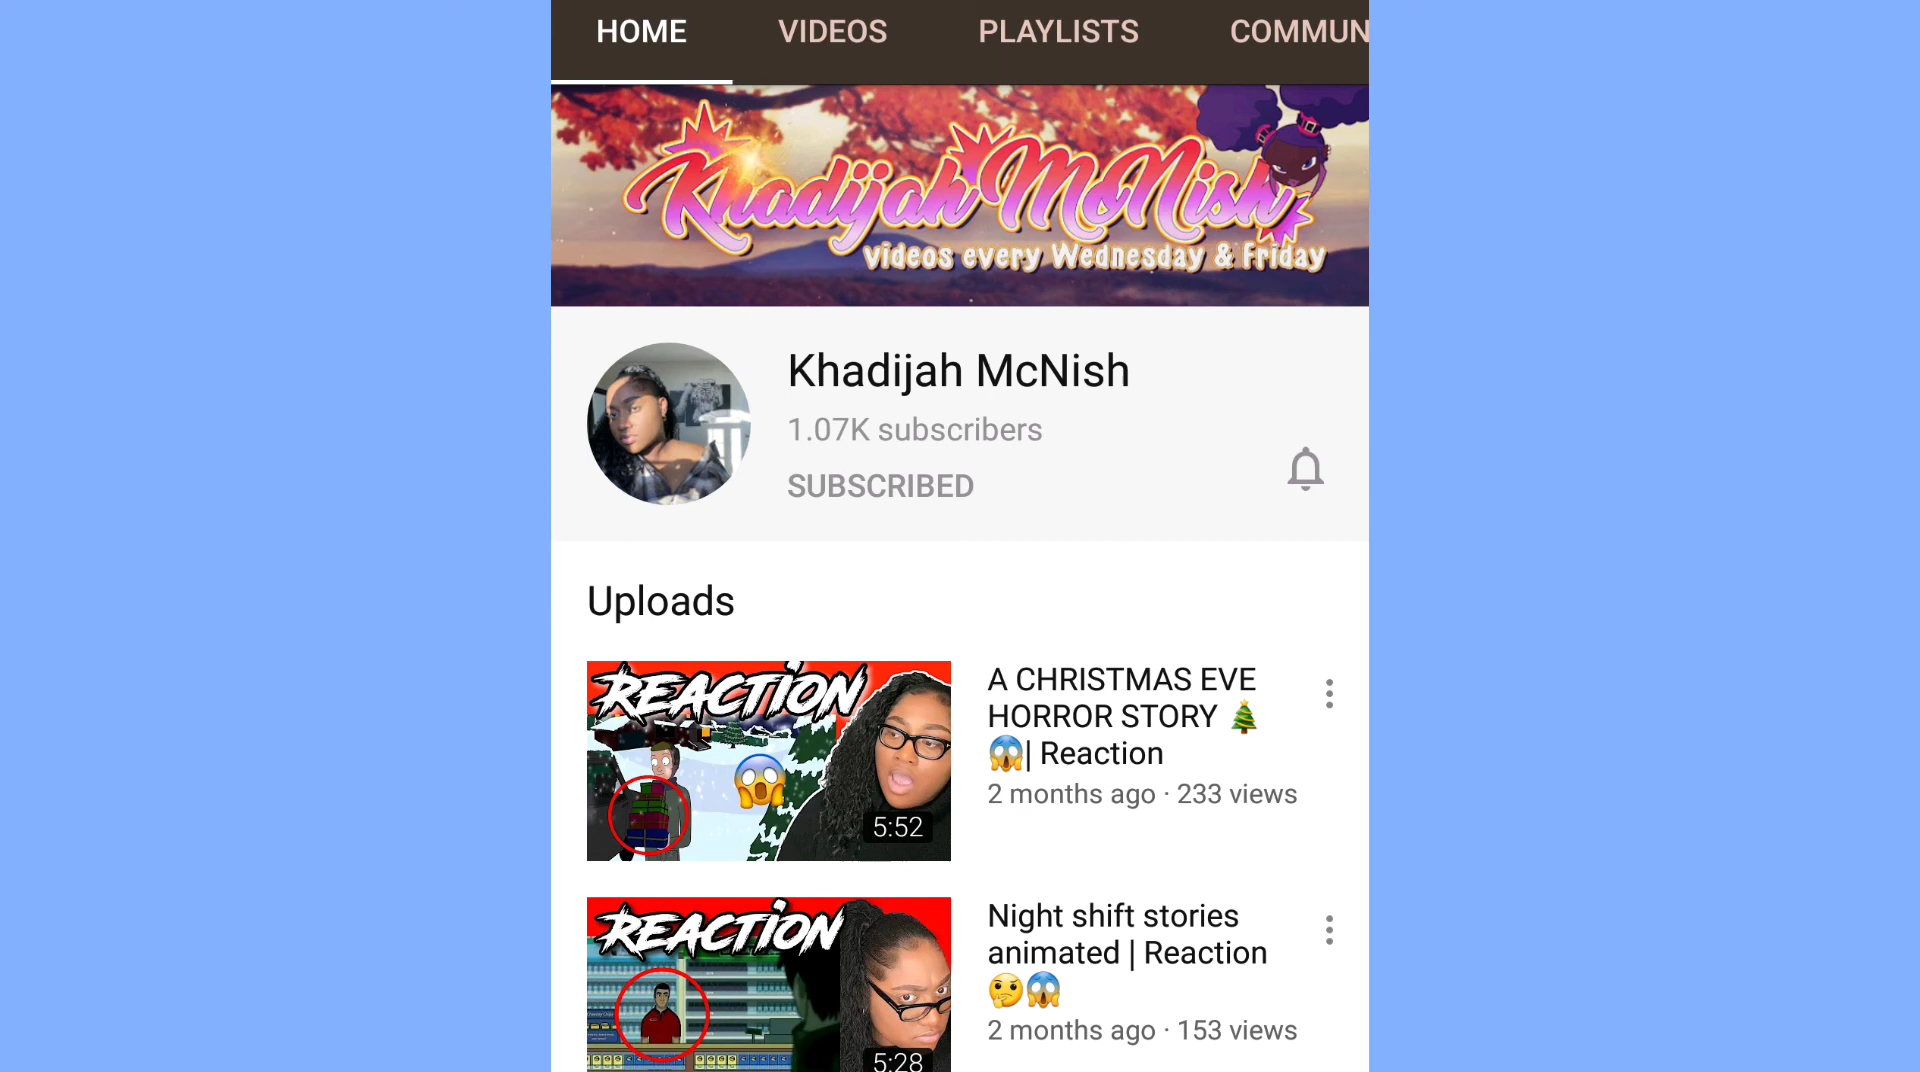 HOME VIDEOS PLAYLISTS COMMUN
Khadijah McNish
videos every Wednesday & Friday
Khadijah McNish
1.07K subscribers
SUBSCRIBED
Uploads
REACTION
5:52
A CHRISTMAS EVE
HORROR STORY 🎄
😱| Reaction
2 months ago · 233 views
REACTION
5:28
Night shift stories
animated | Reaction
🤔😱
2 months ago · 153 views